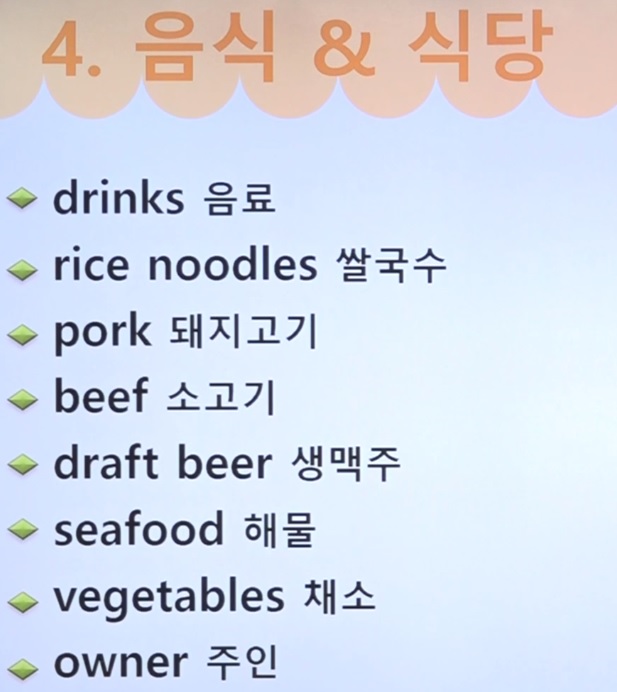 4. 음식 & 식당
drinks 음료
rice noodles 쌀국수
pork 돼지고기
beef 소고기
draft beer 생맥주
seafood 해물
vegetables 채소
owner 주인